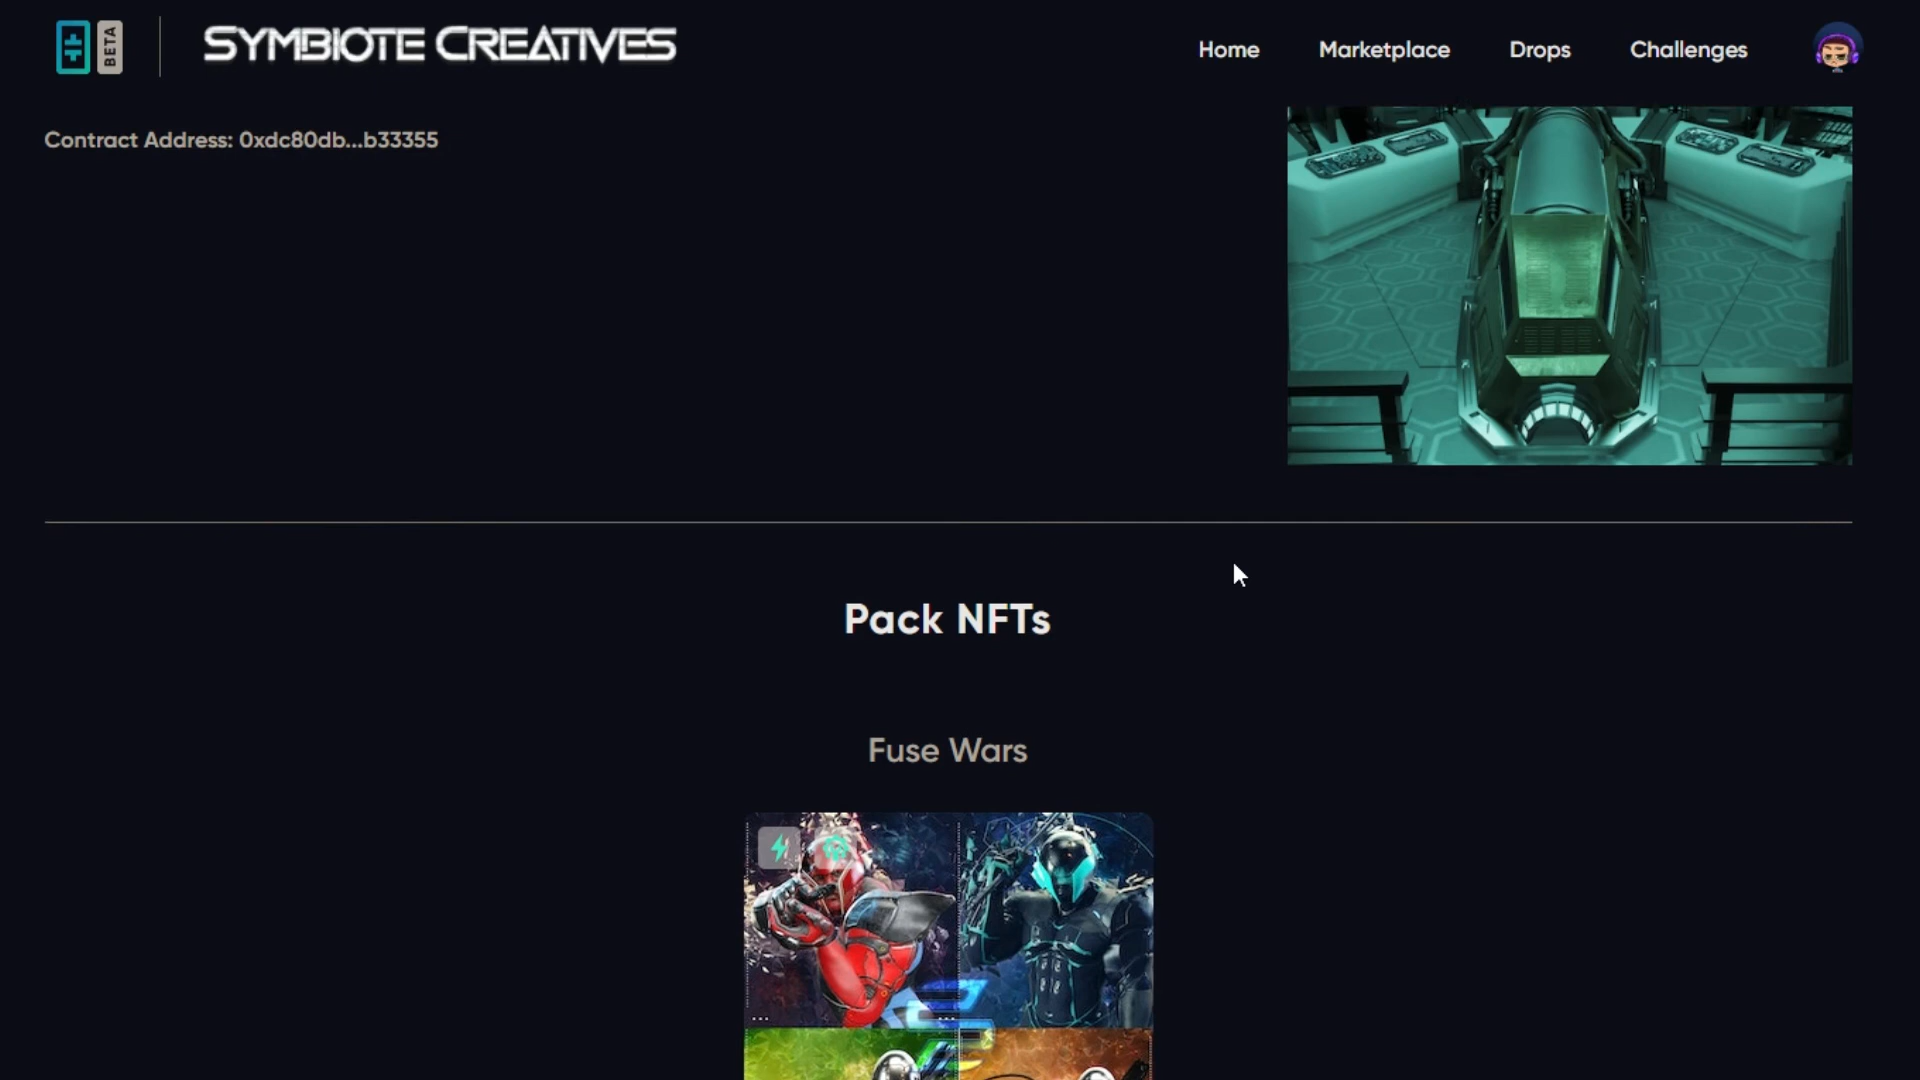 BETA
SYMBIOTE CREATIVES
Home
Marketplace
Drops
Challenges
Contract Address: 0xdc80db...b33355
Pack NFTs
Fuse Wars